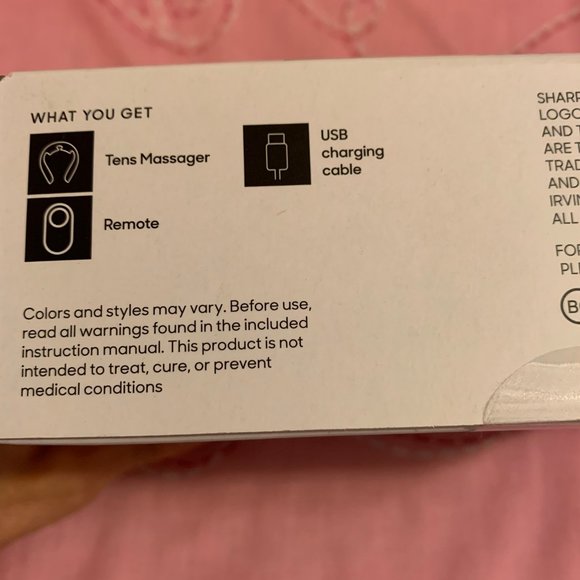 WHAT YOU GET
Tens Massager
USB
charging
cable
Remote
Colors and styles may vary. Before use,
read all warnings found in the included
instruction manual. This product is not
intended to treat, cure, or prevent
medical conditions
AND
ARE
AND
ALL